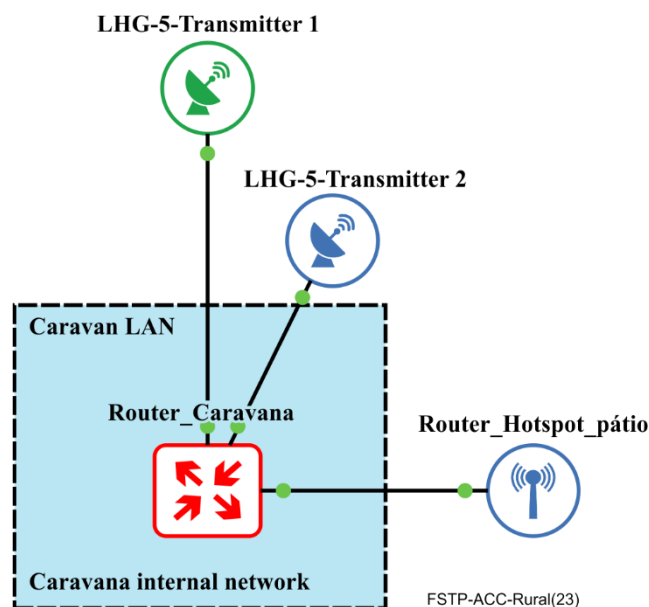 LHG-5-Transmitter 1
LHG-5-Transmitter 2
Caravan LAN
Router_Caravana
Router_Hotspot_pátio
Caravana internal network
FSTP-ACC-Rural(23)